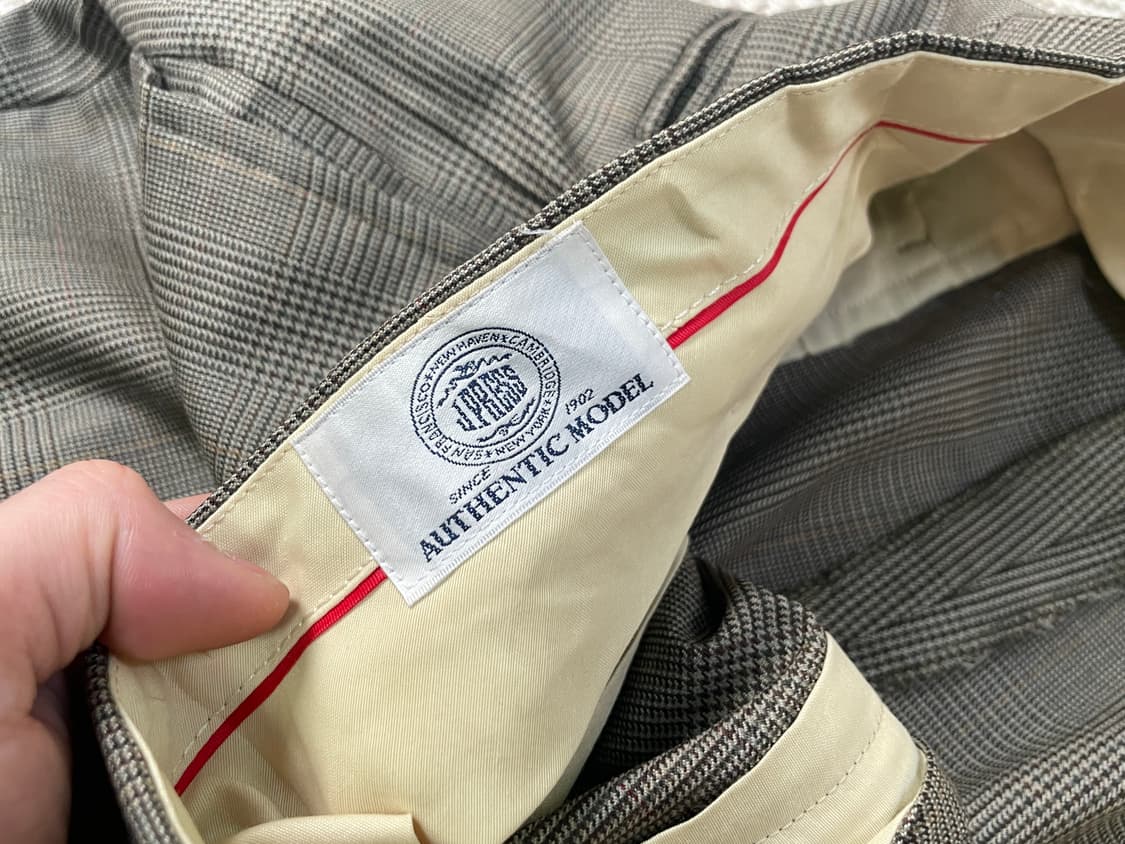 NEW HAVEN★CAMBRIDGE★NEW YORK★SAN FRANCISCO★
J.PRESS
SINCE 1902
AUTHENTIC MODEL